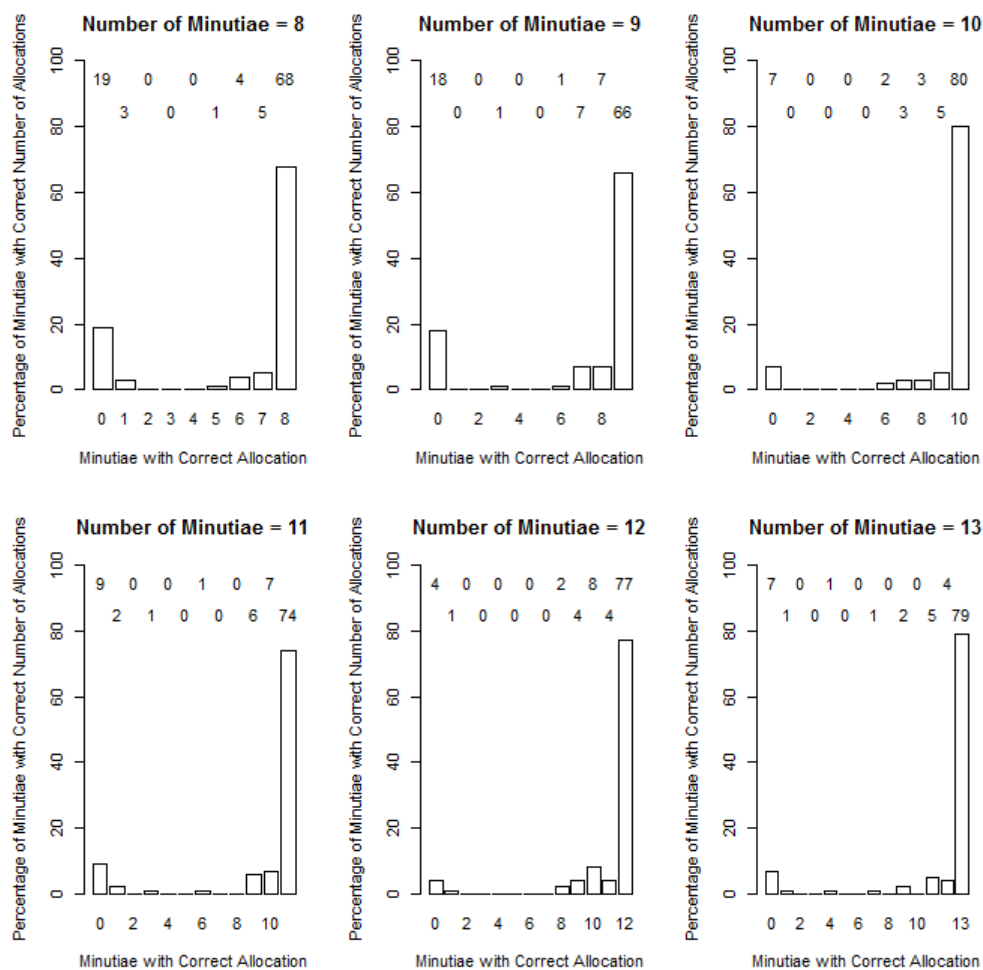 Number of Minutiae = 8
Percentage of Minutiae with Correct Number of Allocations
100
80
60
40
20
0
19 0 0 4 68
3 0 1 5
0 1 2 3 4 5 6 7 8
Minutiae with Correct Allocation
Number of Minutiae = 9
Percentage of Minutiae with Correct Number of Allocations
100
80
60
40
20
0
18 0 0 1 7
0 1 0 7 66
0 2 4 6 8
Minutiae with Correct Allocation
Number of Minutiae = 10
Percentage of Minutiae with Correct Number of Allocations
100
80
60
40
20
0
7 0 0 2 3 80
0 0 0 3 5
0 2 4 6 8 10
Minutiae with Correct Allocation
Number of Minutiae = 11
Percentage of Minutiae with Correct Number of Allocations
100
80
60
40
20
0
9 0 0 1 0 7
2 1 0 0 6 74
0 2 4 6 8 10
Minutiae with Correct Allocation
Number of Minutiae = 12
Percentage of Minutiae with Correct Number of Allocations
100
80
60
40
20
0
4 0 0 0 2 8 77
1 0 0 0 4 4
0 2 4 6 8 10 12
Minutiae with Correct Allocation
Number of Minutiae = 13
Percentage of Minutiae with Correct Number of Allocations
100
80
60
40
20
0
7 0 1 0 0 0 4
1 0 0 1 2 5 79
0 2 4 6 8 10 13
Minutiae with Correct Allocation